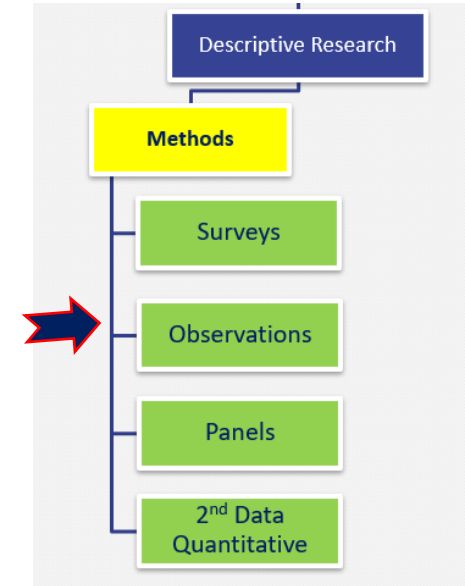 Descriptive Research
Methods
Surveys
Observations
Panels
2nd Data
Quantitative